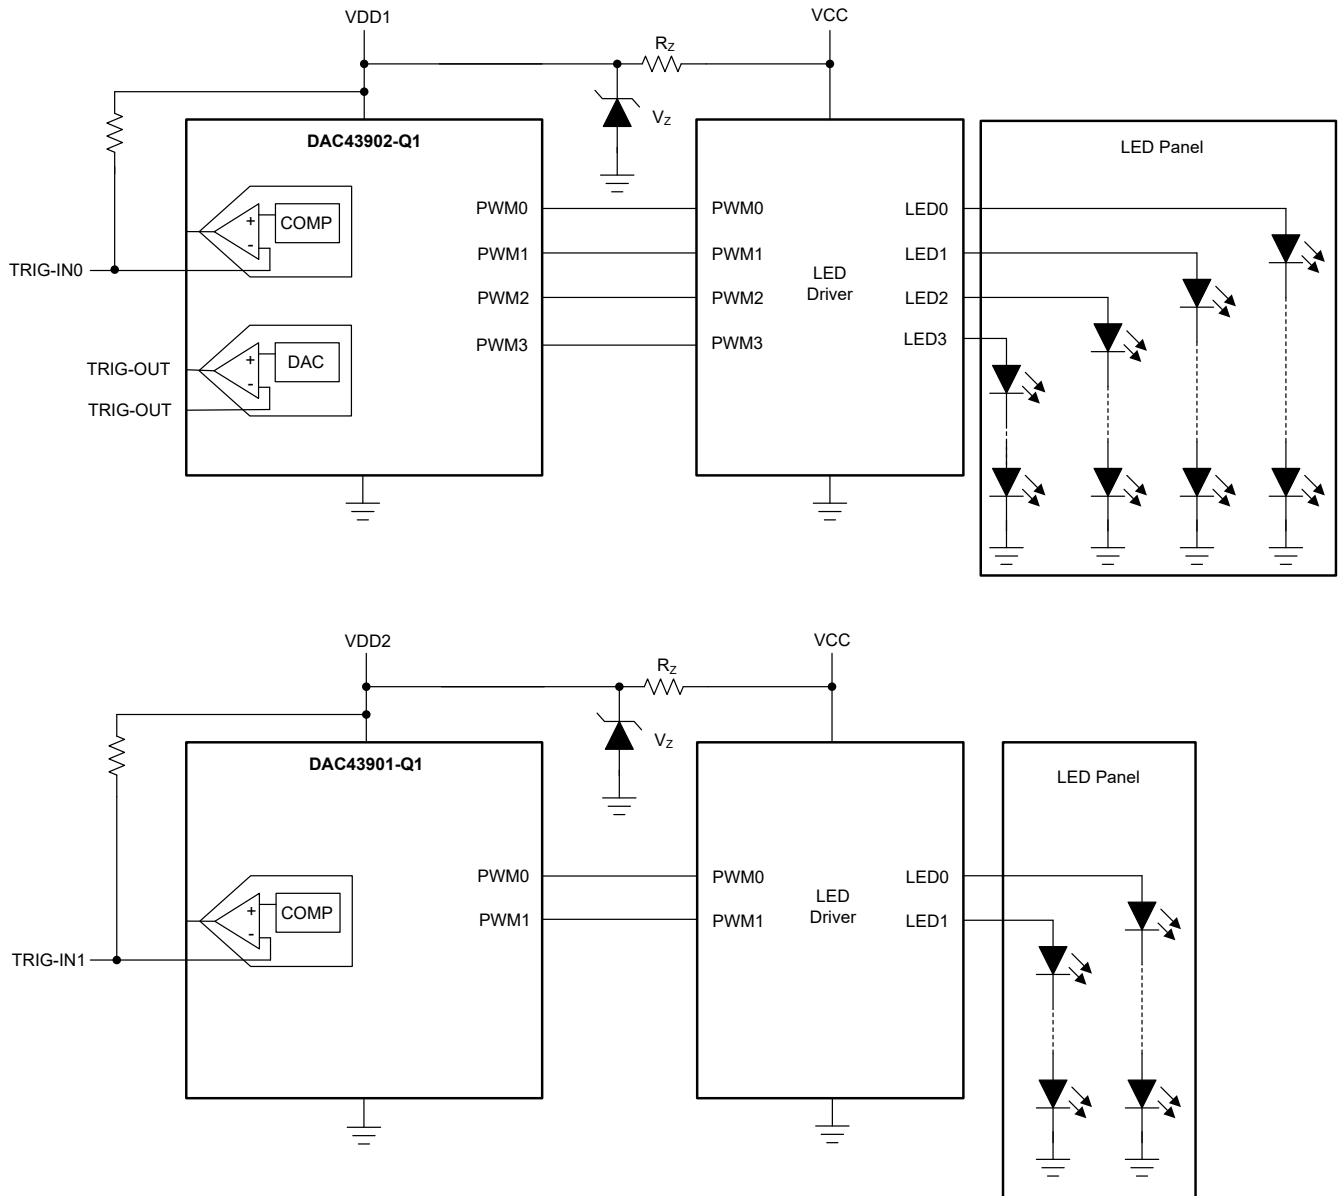 VDD1
VCC
RZ
VZ
DAC43902-Q1
LED Panel
COMP
+
-
TRIG-IN0
DAC
+
-
TRIG-OUT
TRIG-OUT
PWM0
PWM1
PWM2
PWM3
PWM0
PWM1
PWM2
PWM3
LED
Driver
LED0
LED1
LED2
LED3
VDD2
VCC
RZ
VZ
DAC43901-Q1
LED Panel
COMP
+
-
TRIG-IN1
PWM0
PWM1
PWM0
PWM1
LED
Driver
LED0
LED1